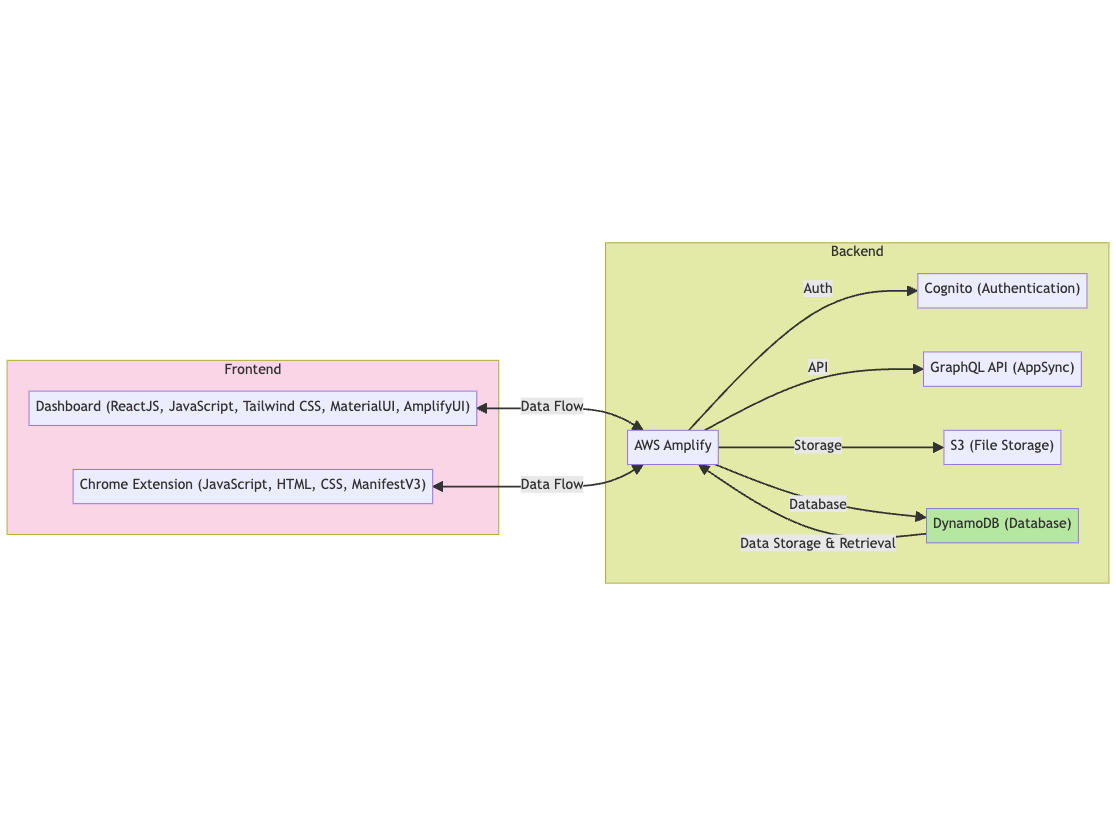 Frontend
Dashboard (ReactJS, JavaScript, Tailwind CSS, MaterialUI, AmplifyUI)
Chrome Extension (JavaScript, HTML, CSS, ManifestV3)
Data Flow
Data Flow
Backend
AWS Amplify
Auth
API
Storage
Database
Data Storage & Retrieval
Cognito (Authentication)
GraphQL API (AppSync)
S3 (File Storage)
DynamoDB (Database)